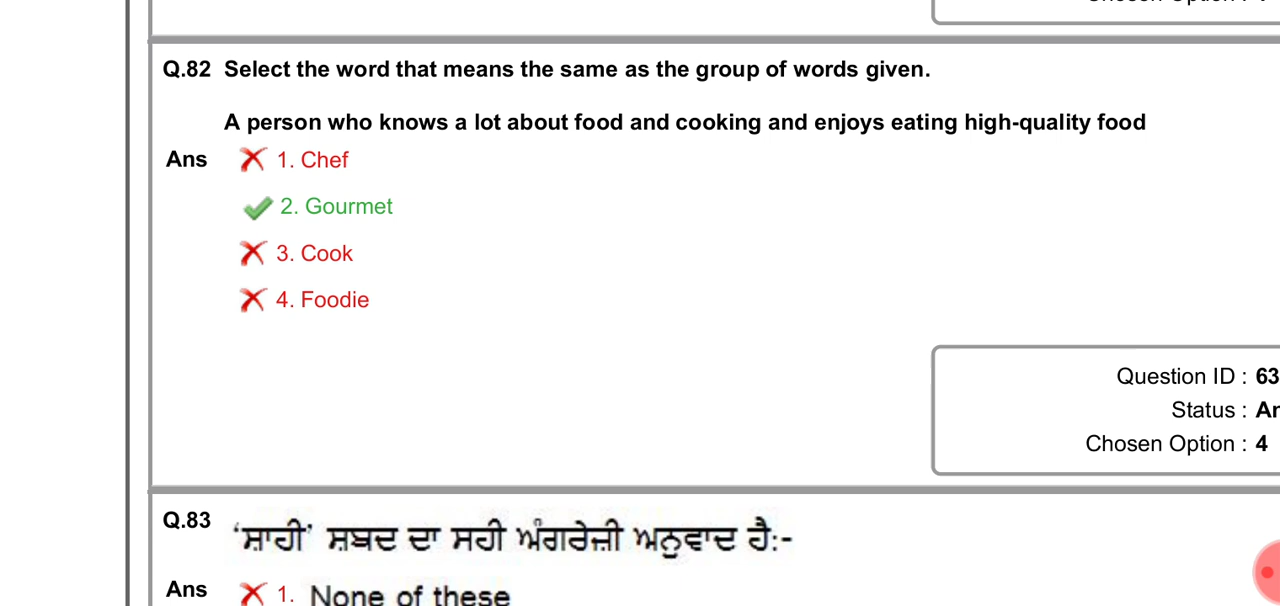 Q.82 Select the word that means the same as the group of words given.
A person who knows a lot about food and cooking and enjoys eating high-quality food
Ans 1. Chef
2. Gourmet
3. Cook
4. Foodie
Question ID : 63
Status :
Chosen Option : 4
Q.83 ‘ਸ਼ਾਹੀ’ ਸ਼ਬਦ ਦਾ ਸਹੀ ਅੰਗਰੇਜ਼ੀ ਅਨੁਵਾਦ ਹੈ:-
Ans 1. None of these